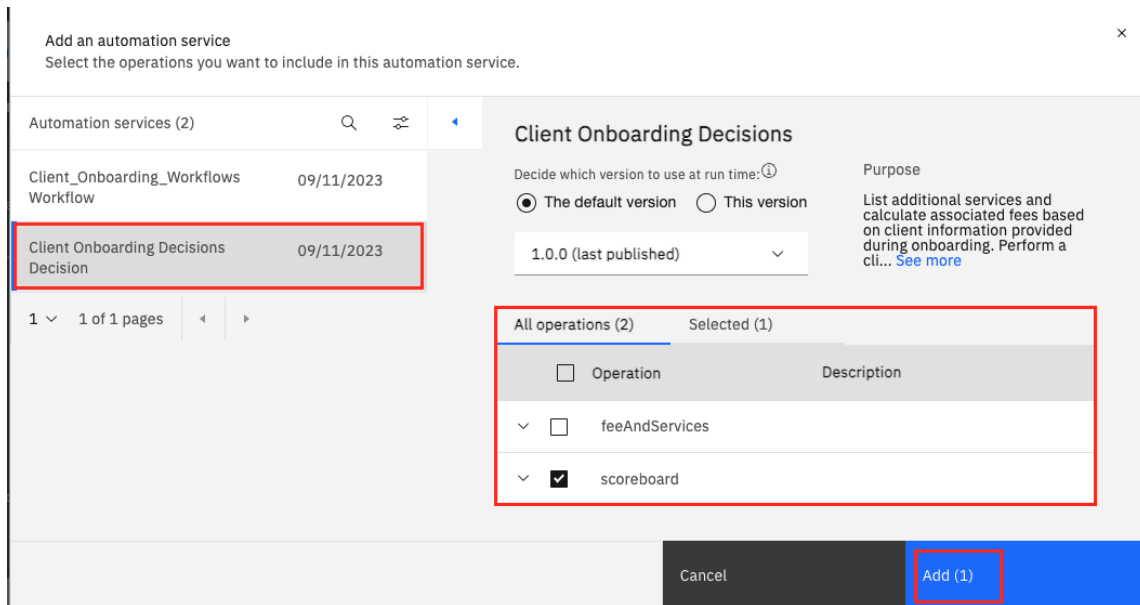 Add an automation service
Select the operations you want to include in this automation service.
Automation services (2)
Client_Onboarding_Workflows 09/11/2023
Workflow
Client Onboarding Decisions 09/11/2023
Decision
1 1 of 1 pages
Client Onboarding Decisions
Decide which version to use at run time:
The default version This version
1.0.0 (last published)
Purpose
List additional services and
calculate associated fees based
on client information provided
during onboarding. Perform a
cli... See more
All operations (2) Selected (1)
Operation Description
feeAndServices
scoreboard
Cancel Add (1)